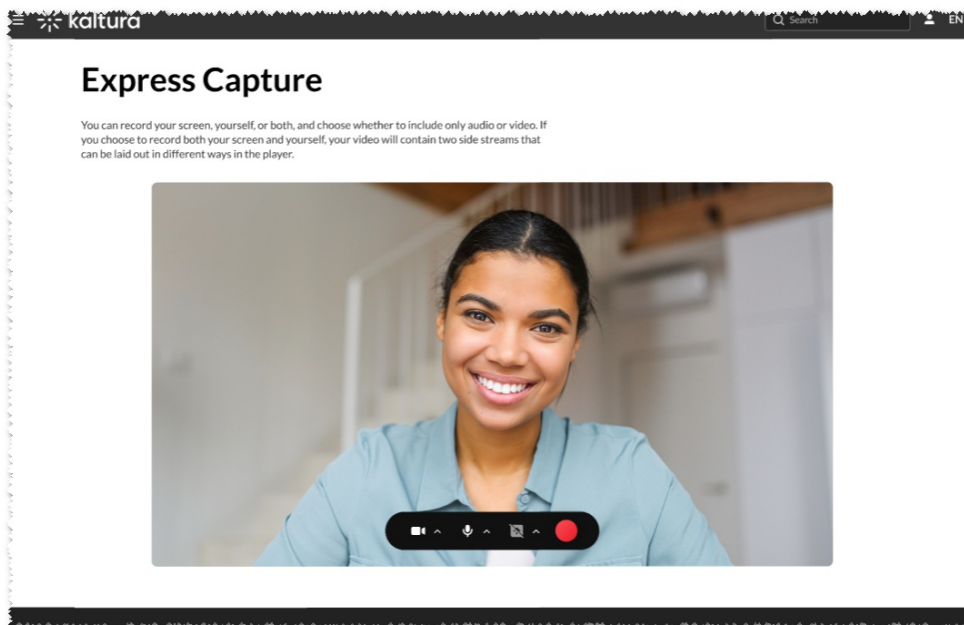 kaltura
Search
EN
Express Capture
You can record your screen, yourself, or both, and choose whether to include only audio or video. If
you choose to record both your screen and yourself, your video will contain two side streams that
can be laid out in different ways in the player.